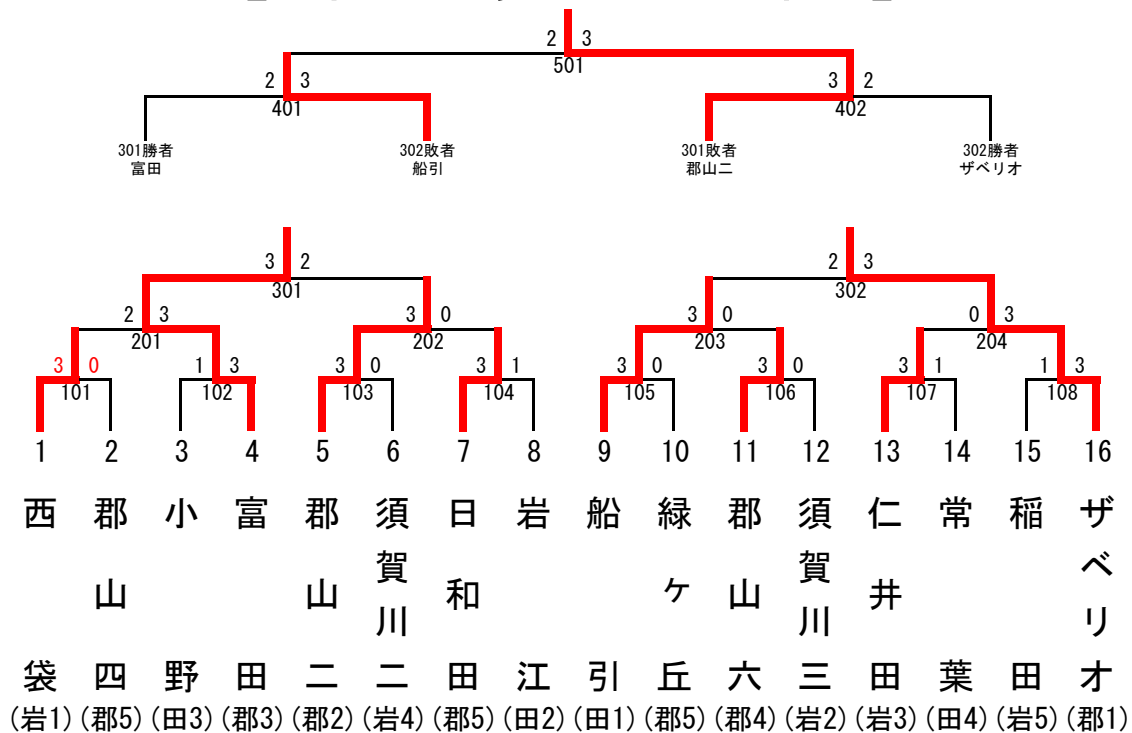 2 3
501
2 3
401
3 2
402
301勝者
富田
302敗者
船引
301敗者
郡山二
302勝者
ザベリオ
3 2
301
2 3
302
2 3
201
3 0
202
3 0
203
0 3
204
3 0
101
1 3
102
3 0
103
3 1
104
3 0
105
3 0
106
3 1
107
1 3
108
1 2 3 4 5 6 7 8 9 10 11 12 13 14 15 16
西袋
郡山四
小野
富田
郡山二
須賀川二
日和田
岩江
船引
緑ヶ丘
郡山六
須賀川三
仁井田
常葉
稲田
ザベリオ
(岩1) (郡5) (田3) (郡3) (郡2) (岩4) (郡5) (田2) (田1) (郡5) (郡4) (岩2) (岩3) (田4) (岩5) (郡1)